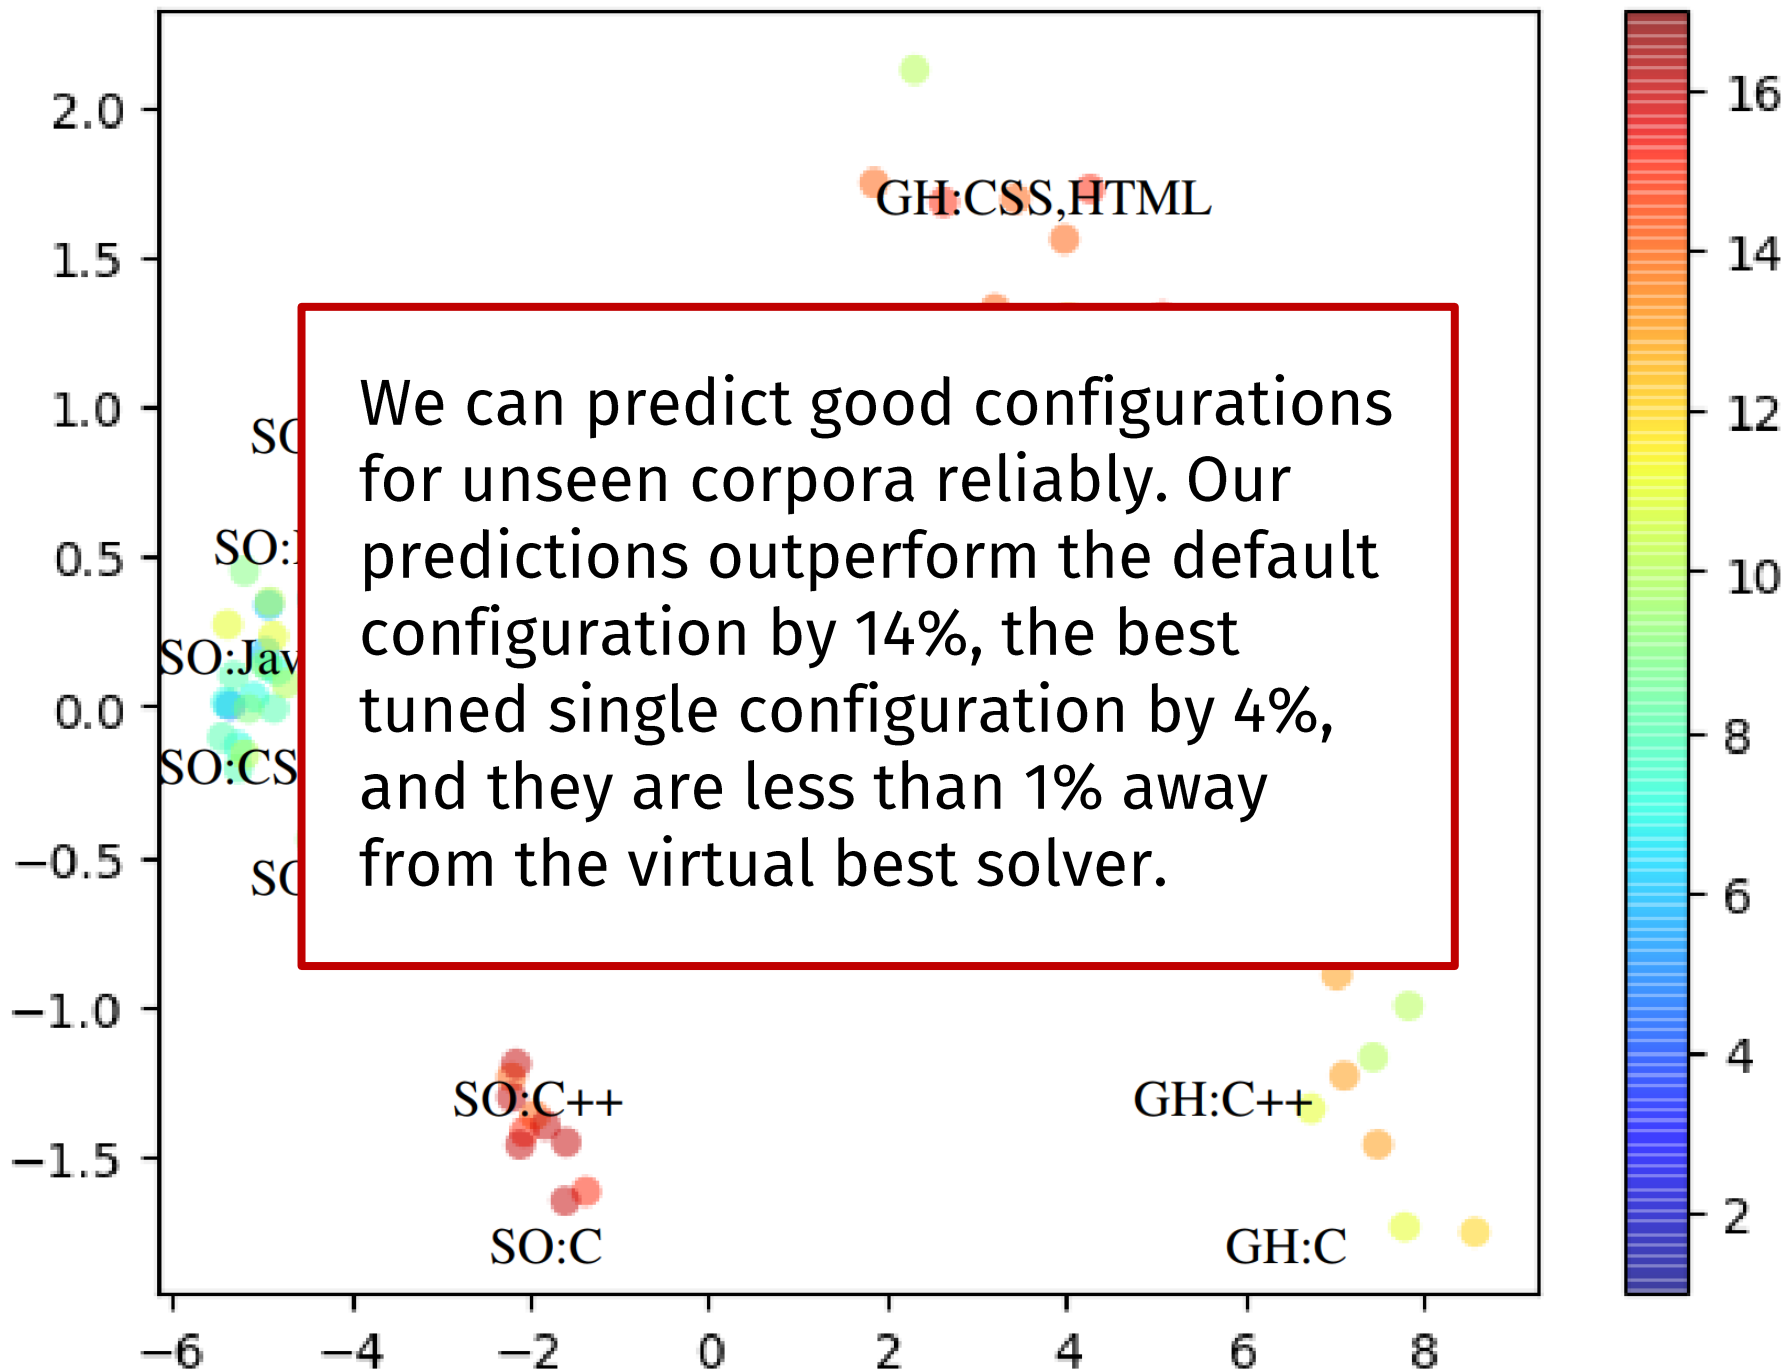 2.0
1.5
1.0
0.5
0.0
−0.5
−1.0
−1.5
−6 −4 −2 0 2 4 6 8
16
14
12
10
8
6
4
2
GH:CSS,HTML
We can predict good configurations
for unseen corpora reliably. Our
predictions outperform the default
configuration by 14%, the best
tuned single configuration by 4%,
and they are less than 1% away
from the virtual best solver.
SO:C++
GH:C++
SO:C
GH:C